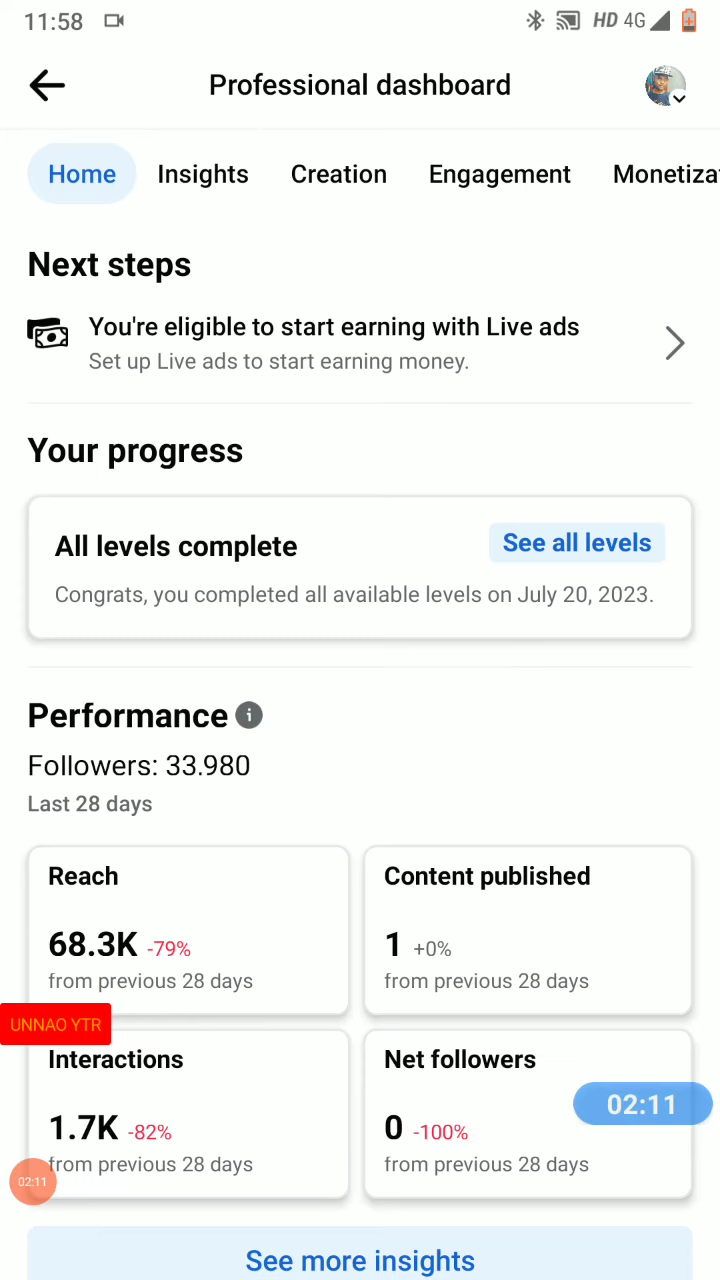 11:58 HD 4G
Professional dashboard
Home Insights Creation Engagement Monetizat
Next steps
You're eligible to start earning with Live ads
Set up Live ads to start earning money.
Your progress
All levels complete See all levels
Congrats, you completed all available levels on July 20, 2023.
Performance
Followers: 33.980
Last 28 days
Reach
68.3K -79%
from previous 28 days
Content published
1 +0%
from previous 28 days
UNNAO YTR
Interactions
1.7K -82%
from previous 28 days
Net followers
02:11
0 -100%
from previous 28 days
02:11
See more insights